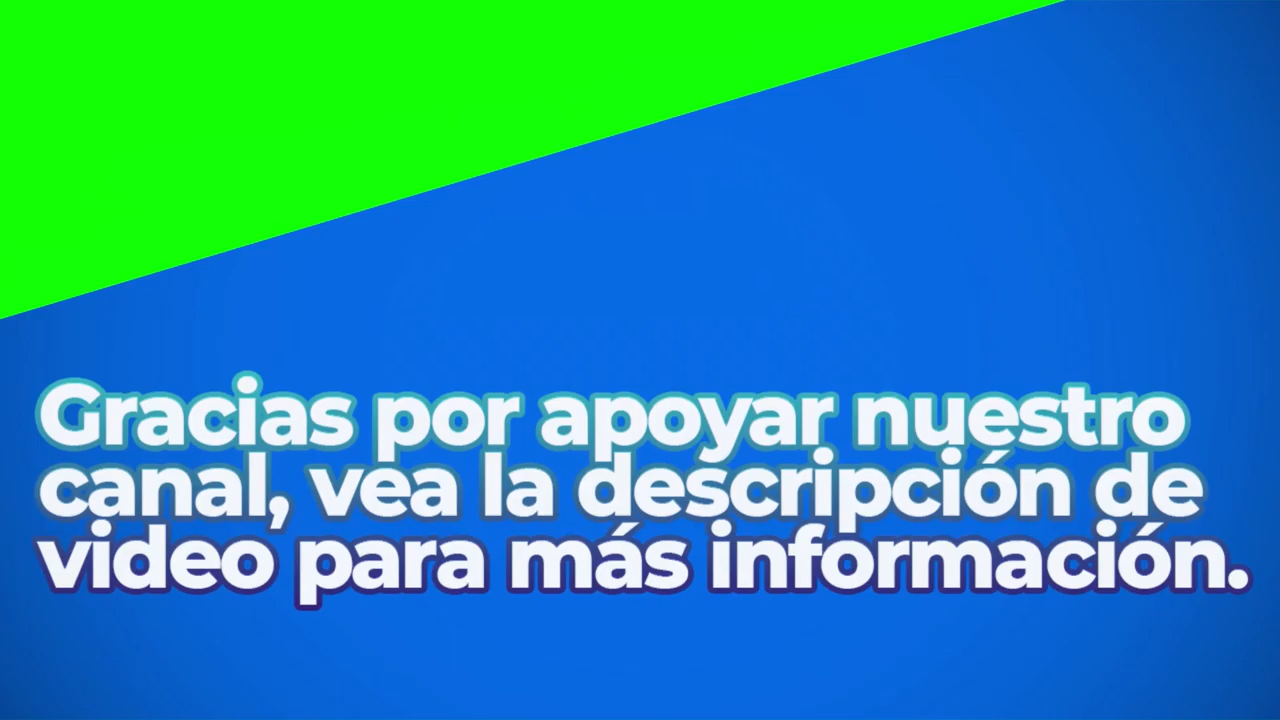 Gracias por apoyar nuestro
canal, vea la descripción de
video para más información.